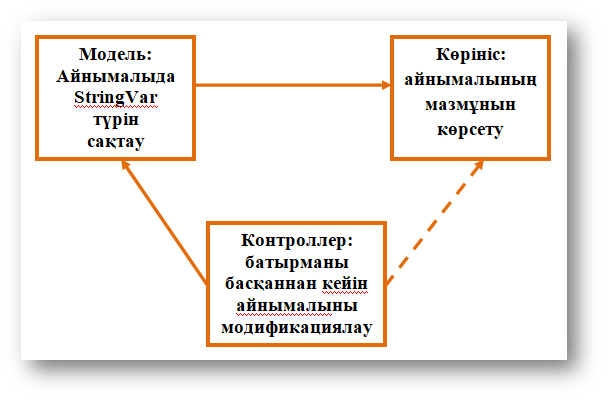 Модель:
Айнымалыда
StringVar
түрін
сақтау
Көрініс:
айнымалының
мазмұнын
көрсету
Контроллер:
батырманы
басқаннан кейін
айнымалыны
модификациялау